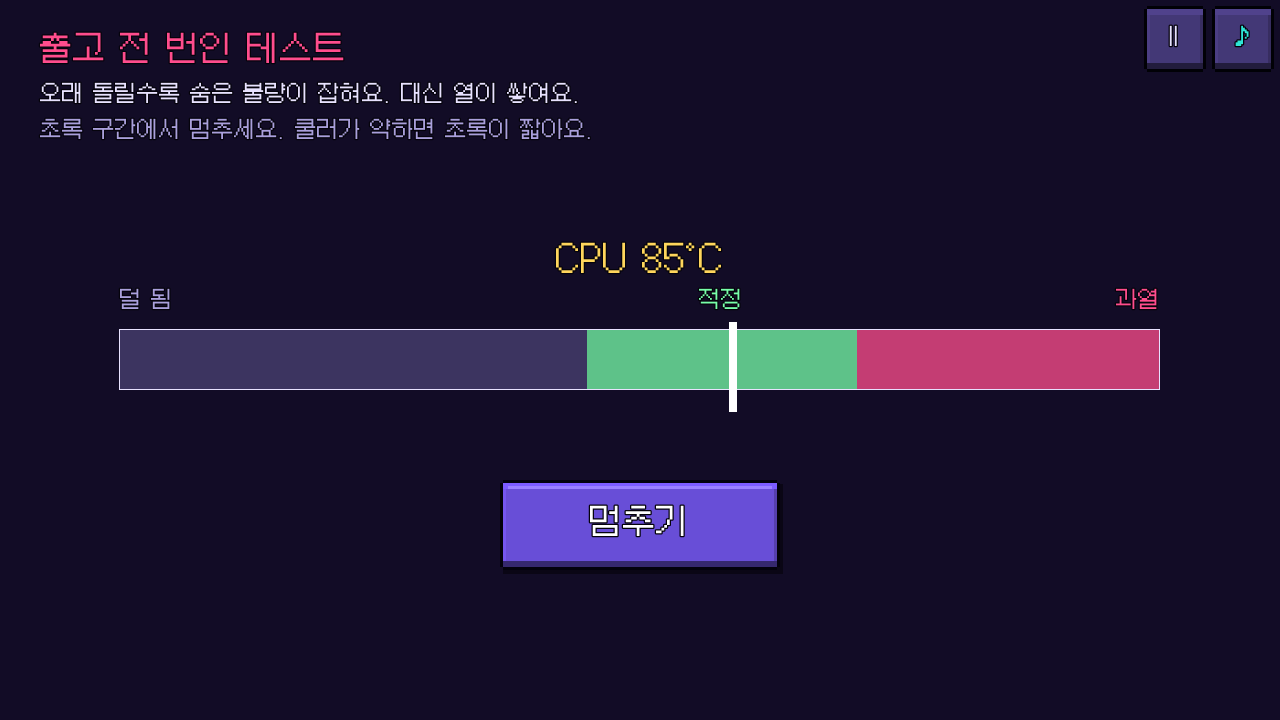 출고 전 번인 테스트
오래 돌릴수록 숨은 불량이 잡혀요. 대신 열이 쌓여요.
초록 구간에서 멈추세요. 쿨러가 약하면 초록이 짧아요.
CPU 85°C
덜 됨 적정 과열
멈추기